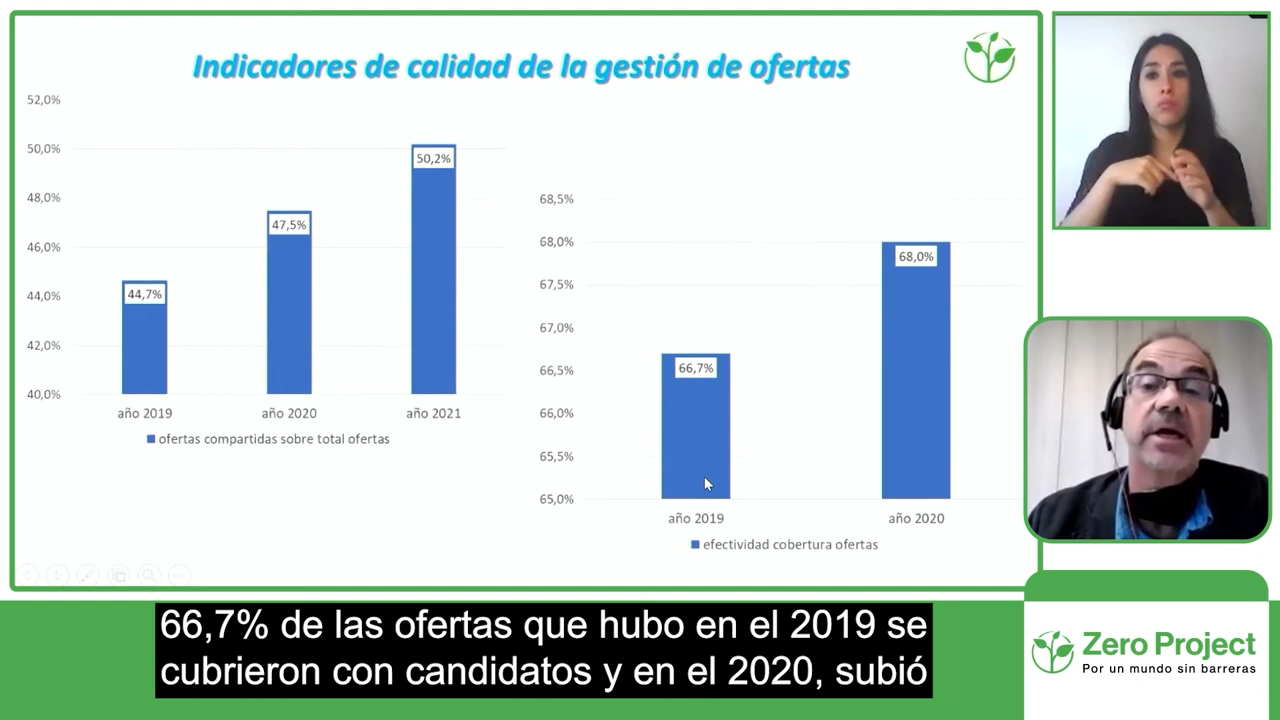 Indicadores de calidad de la gestión de ofertas
52,0%
50,0%
48,0%
46,0%
44,0%
42,0%
40,0%
44,7%
47,5%
50,2%
año 2019
año 2020
año 2021
ofertas compartidas sobre total ofertas
68,5%
68,0%
67,5%
67,0%
66,5%
66,0%
65,5%
65,0%
66,7%
68,0%
año 2019
año 2020
efectividad cobertura ofertas
66,7% de las ofertas que hubo en el 2019 se
cubrieron con candidatos y en el 2020, subió
Zero Project
Por un mundo sin barreras